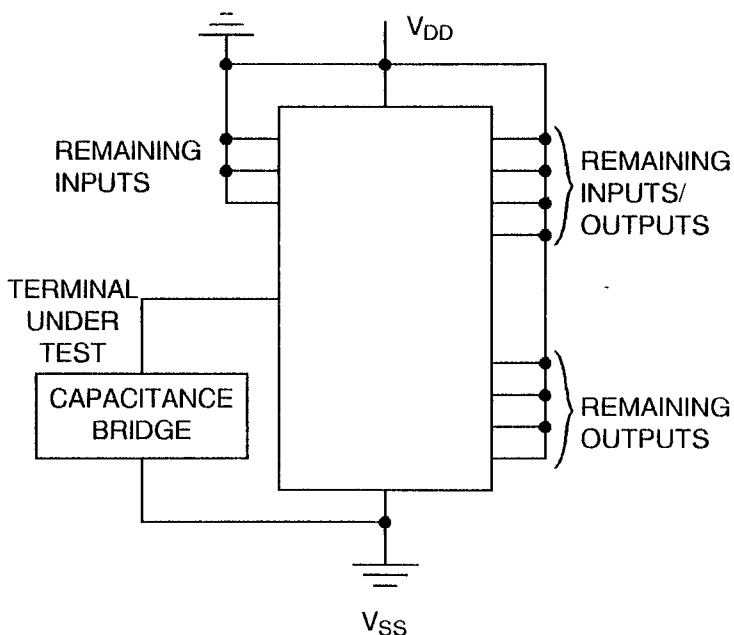 V_DD
REMAINING
INPUTS
REMAINING
INPUTS/
OUTPUTS
TERMINAL
UNDER
TEST
CAPACITANCE
BRIDGE
REMAINING
OUTPUTS
V_SS